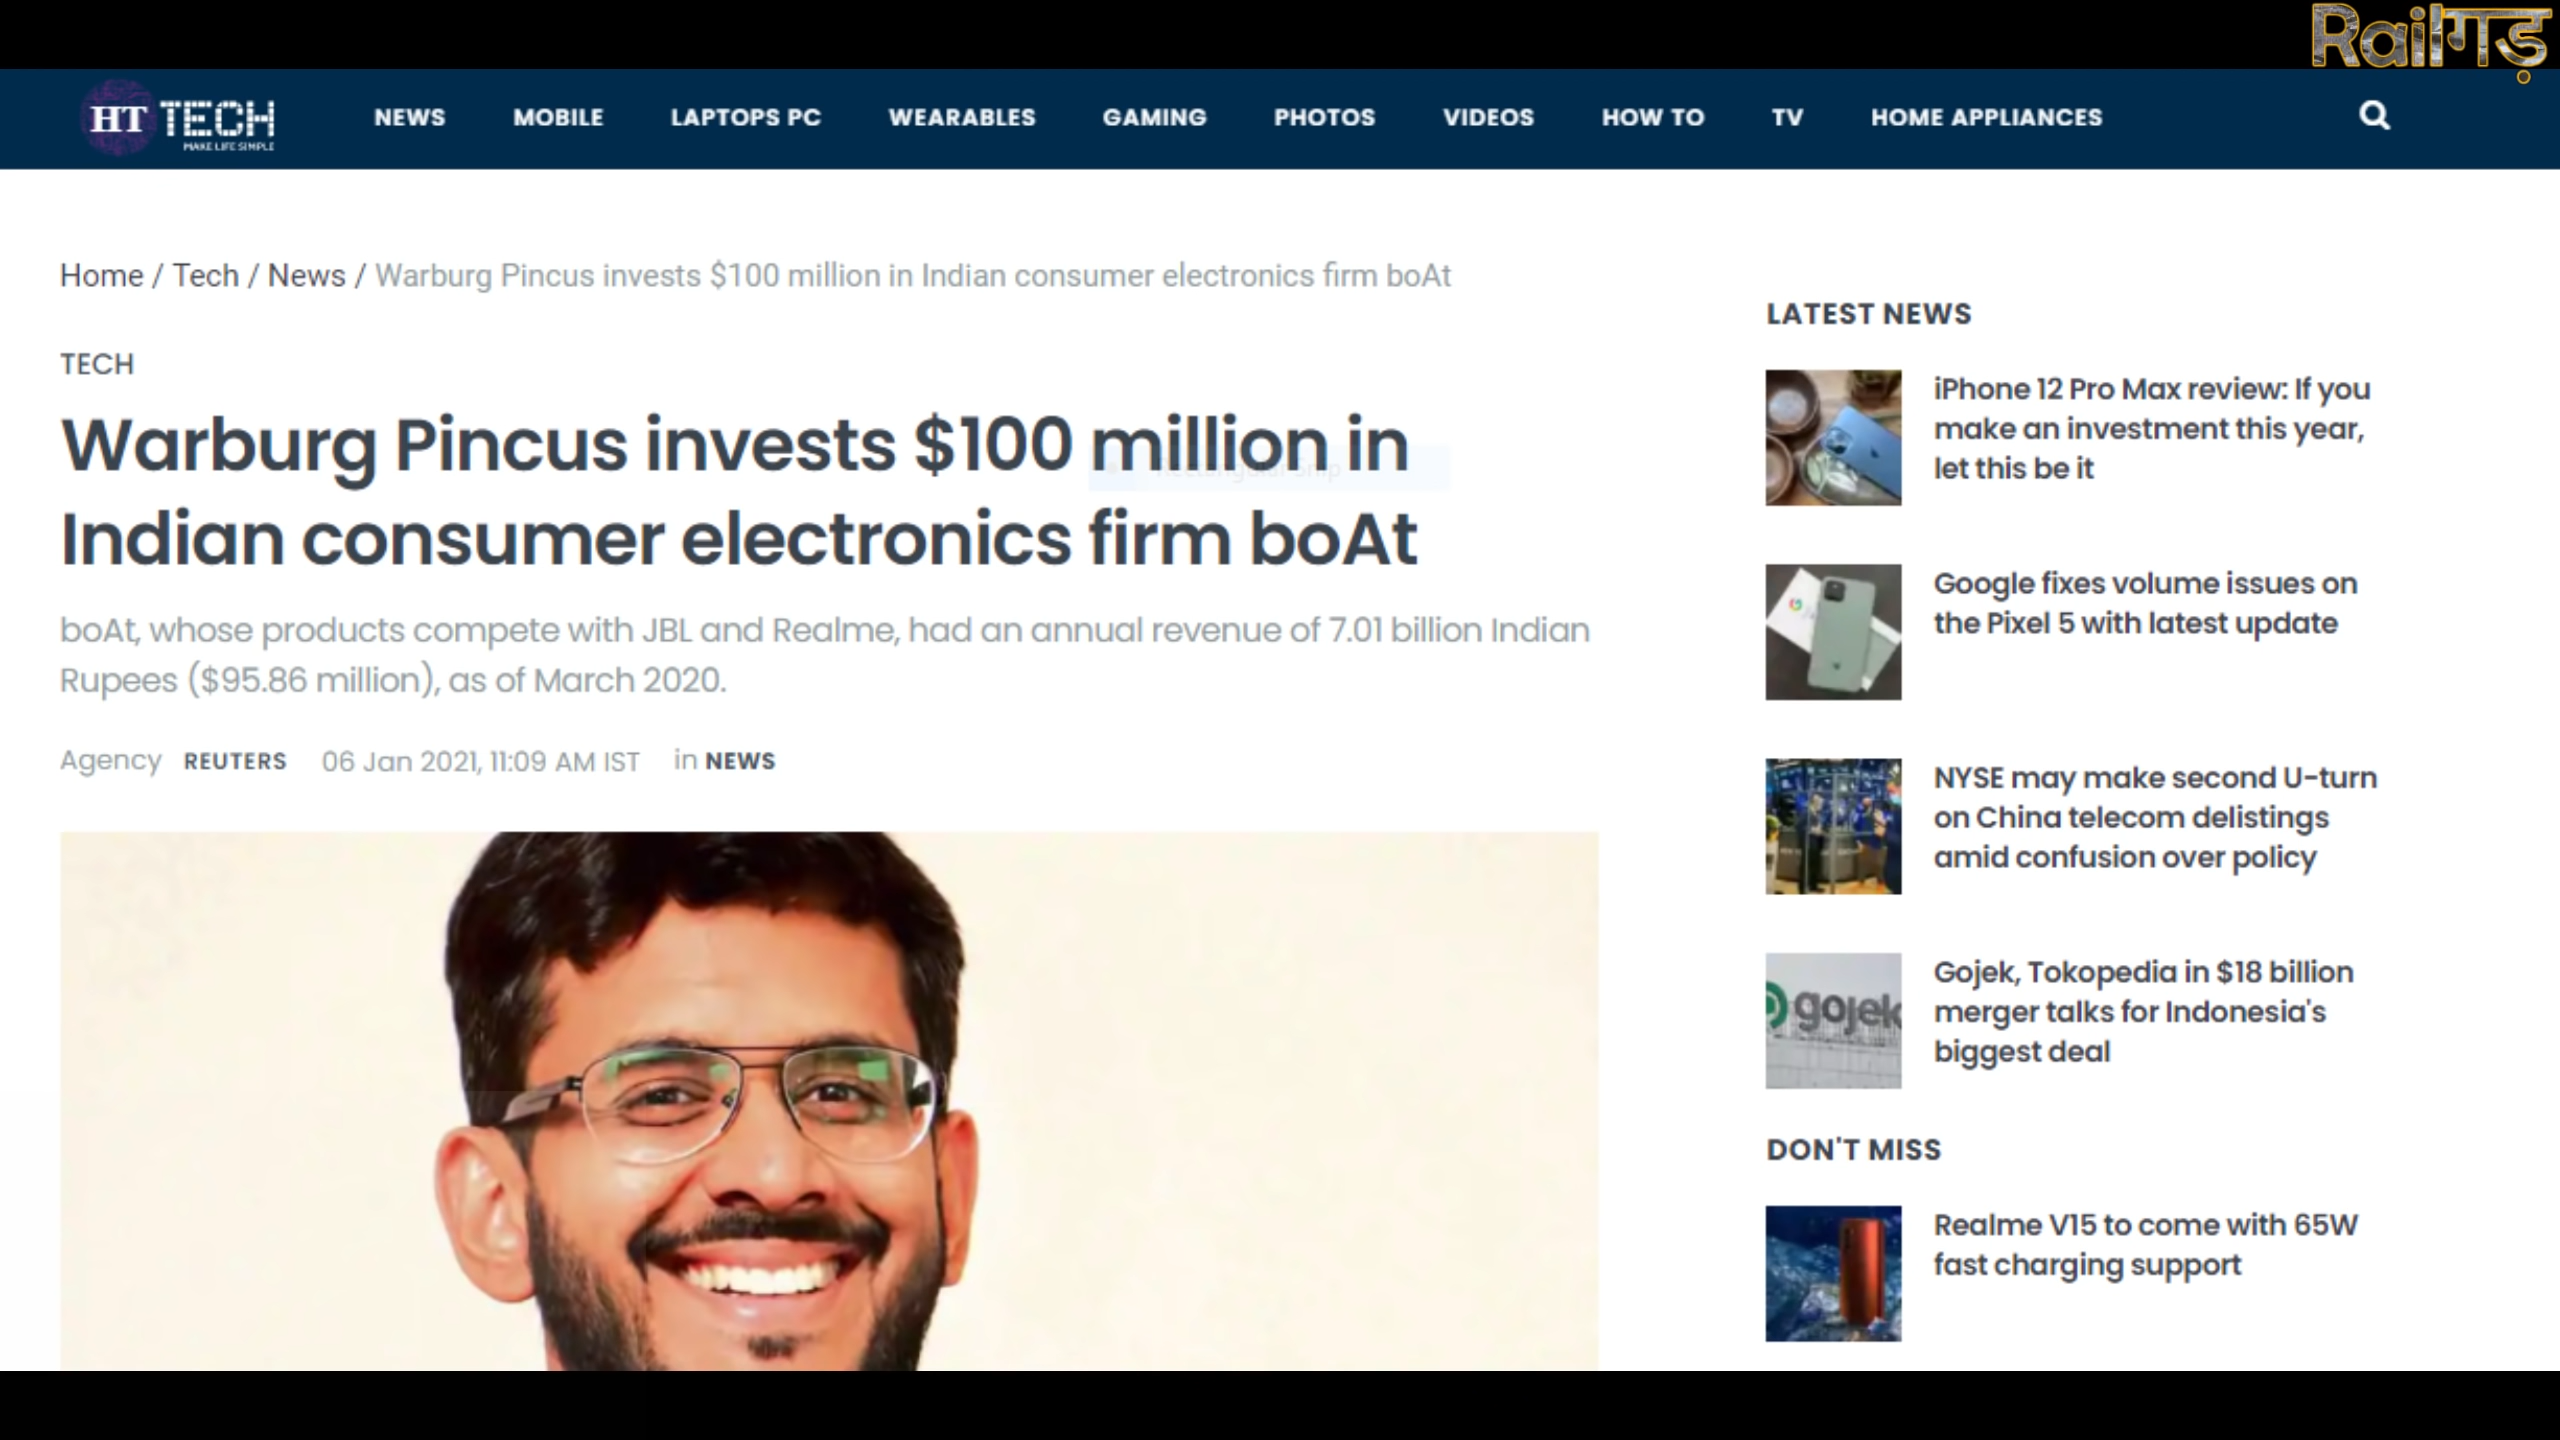 Railगड़
HT TECH
MAKE LIFE SIMPLE
NEWS MOBILE LAPTOPS PC WEARABLES GAMING PHOTOS VIDEOS HOW TO TV HOME APPLIANCES
Home / Tech / News / Warburg Pincus invests $100 million in Indian consumer electronics firm boAt
TECH
Warburg Pincus invests $100 million in
Indian consumer electronics firm boAt
Rectangular Snip
boAt, whose products compete with JBL and Realme, had an annual revenue of 7.01 billion Indian
Rupees ($95.86 million), as of March 2020.
Agency REUTERS 06 Jan 2021, 11:09 AM IST in NEWS
LATEST NEWS
iPhone 12 Pro Max review: If you
make an investment this year,
let this be it
Google fixes volume issues on
the Pixel 5 with latest update
NYSE may make second U-turn
on China telecom delistings
amid confusion over policy
gojek
Gojek, Tokopedia in $18 billion
merger talks for Indonesia's
biggest deal
DON'T MISS
Realme V15 to come with 65W
fast charging support